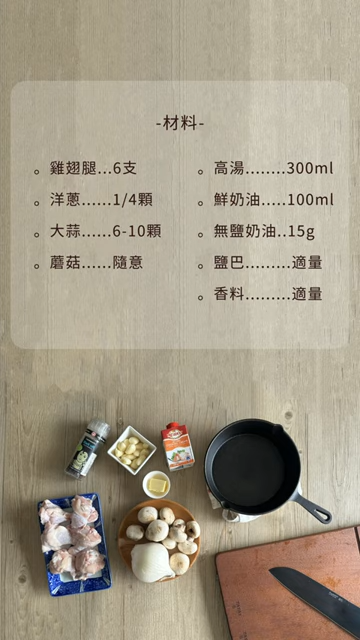 -材料-
。雞翅腿...6支
。洋蔥......1/4顆
。大蒜......6-10顆
。蘑菇......隨意
。高湯........300ml
。鮮奶油.....100ml
。無鹽奶油..15g
。鹽巴.........適量
。香料.........適量